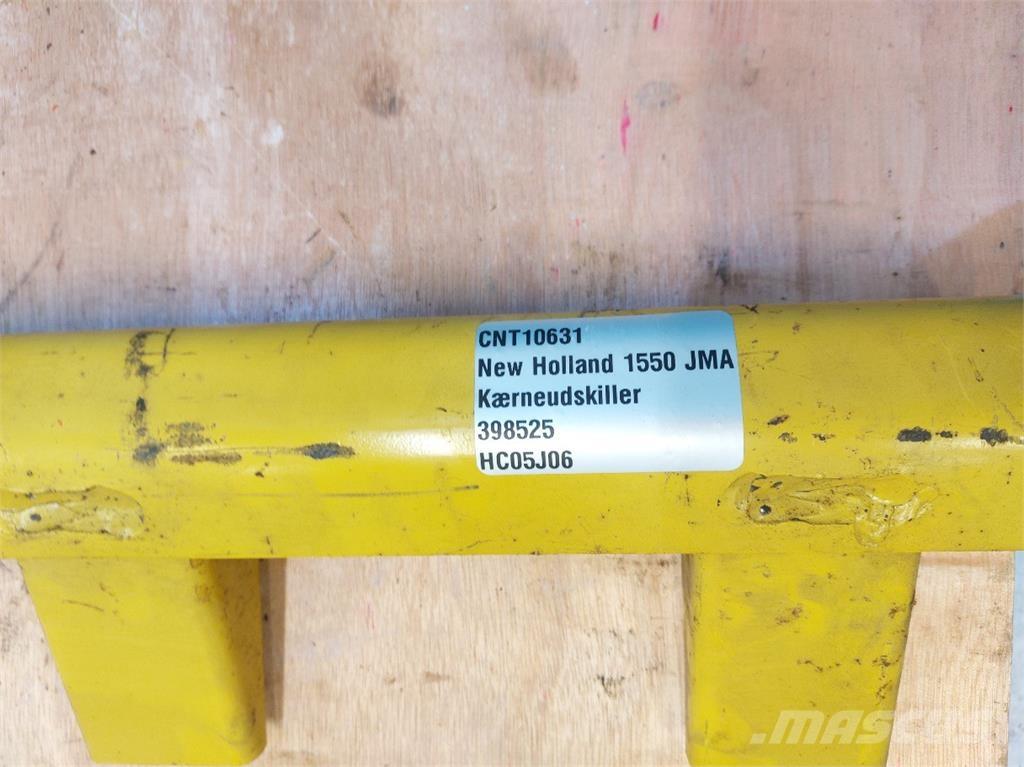 CNT10631
New Holland 1550 JMA
Kærneudskiller
398525
HC05J06
MASCUS